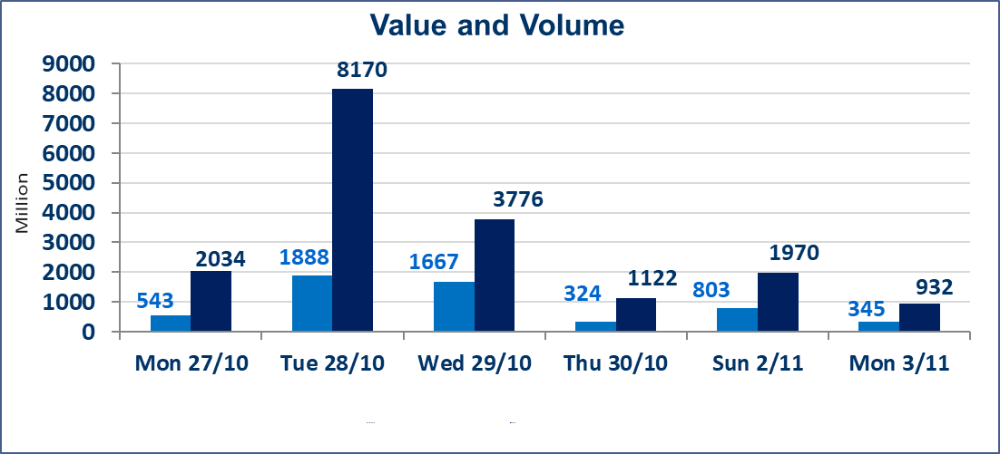 Value and Volume
9000
8000
7000
6000
5000
4000
3000
2000
1000
0
Million
543
2034
1888
8170
1667
3776
324
1122
803
1970
345
932
Mon 27/10
Tue 28/10
Wed 29/10
Thu 30/10
Sun 2/11
Mon 3/11